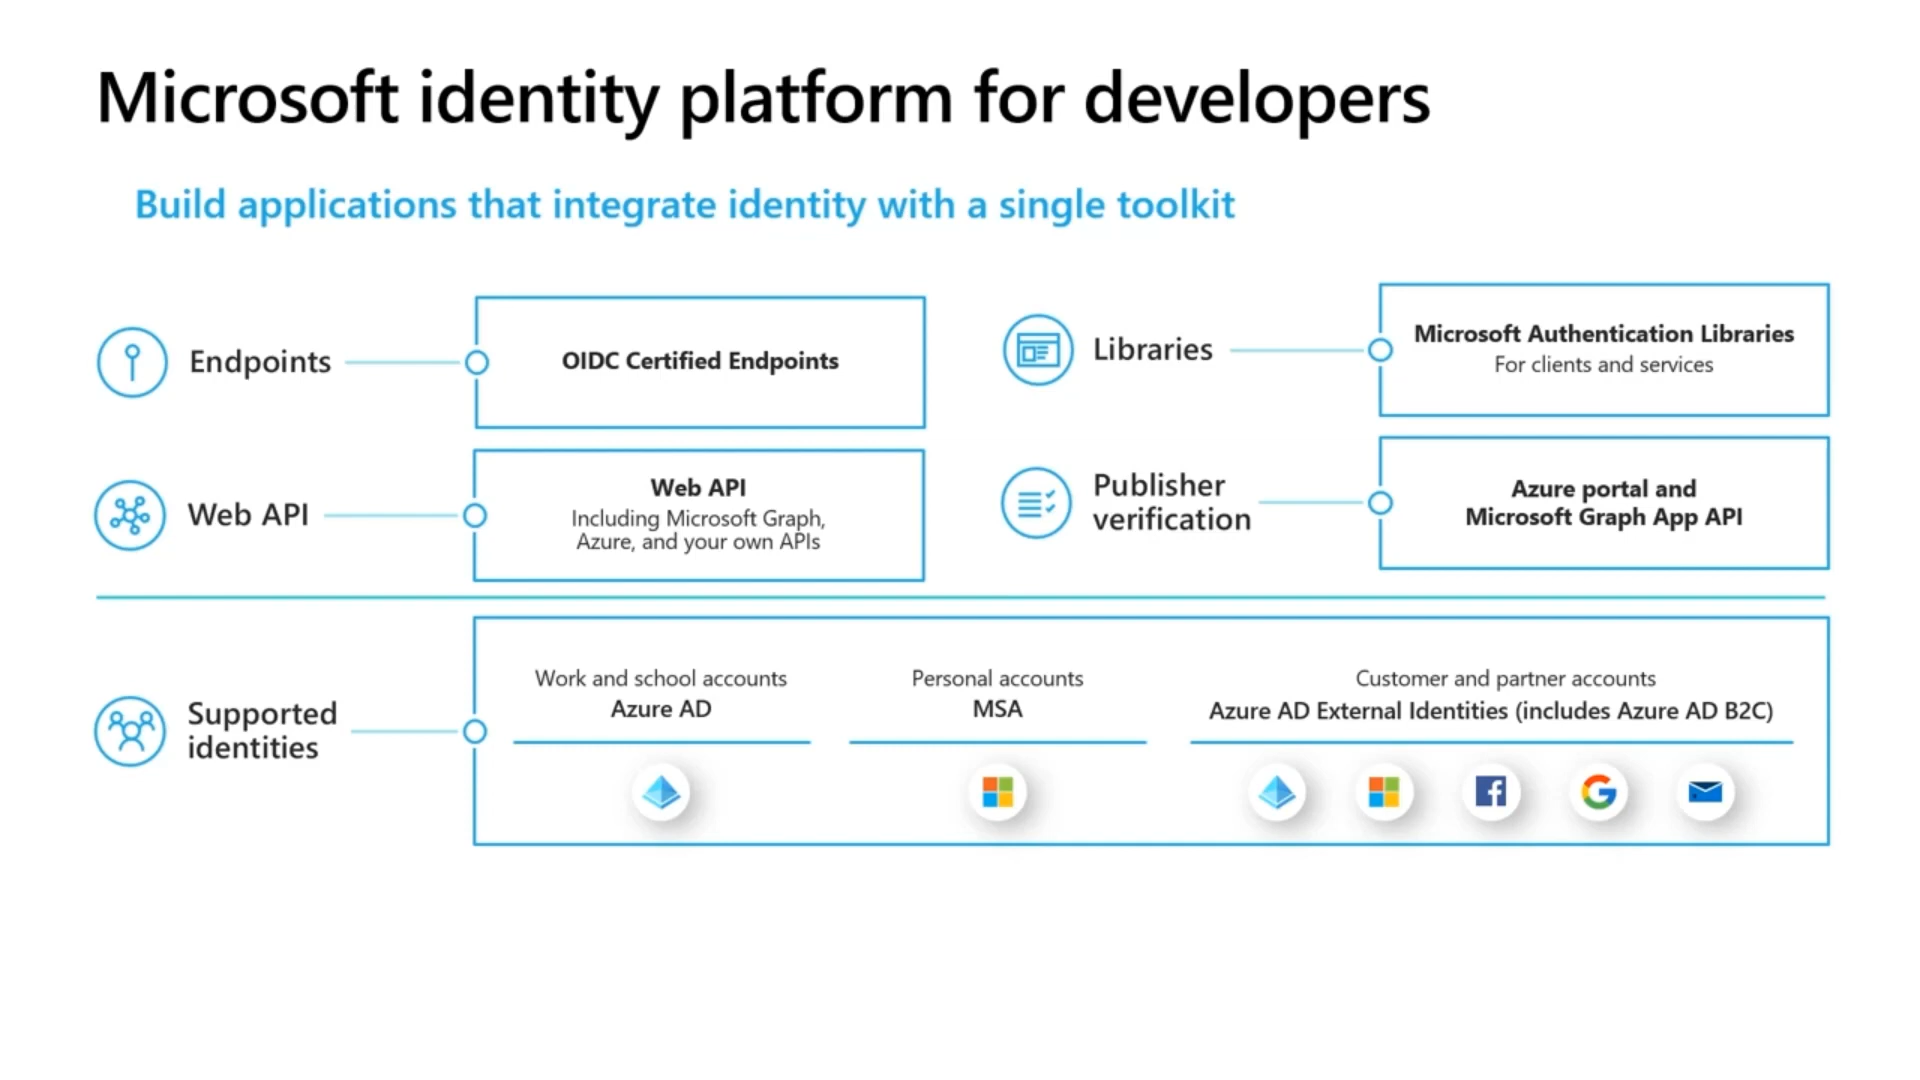 Microsoft identity platform for developers
Build applications that integrate identity with a single toolkit
Endpoints
OIDC Certified Endpoints
Libraries
Microsoft Authentication Libraries
For clients and services
Web API
Web API
Including Microsoft Graph,
Azure, and your own APIs
Publisher
verification
Azure portal and
Microsoft Graph App API
Supported
identities
Work and school accounts
Azure AD
Personal accounts
MSA
Customer and partner accounts
Azure AD External Identities (includes Azure AD B2C)